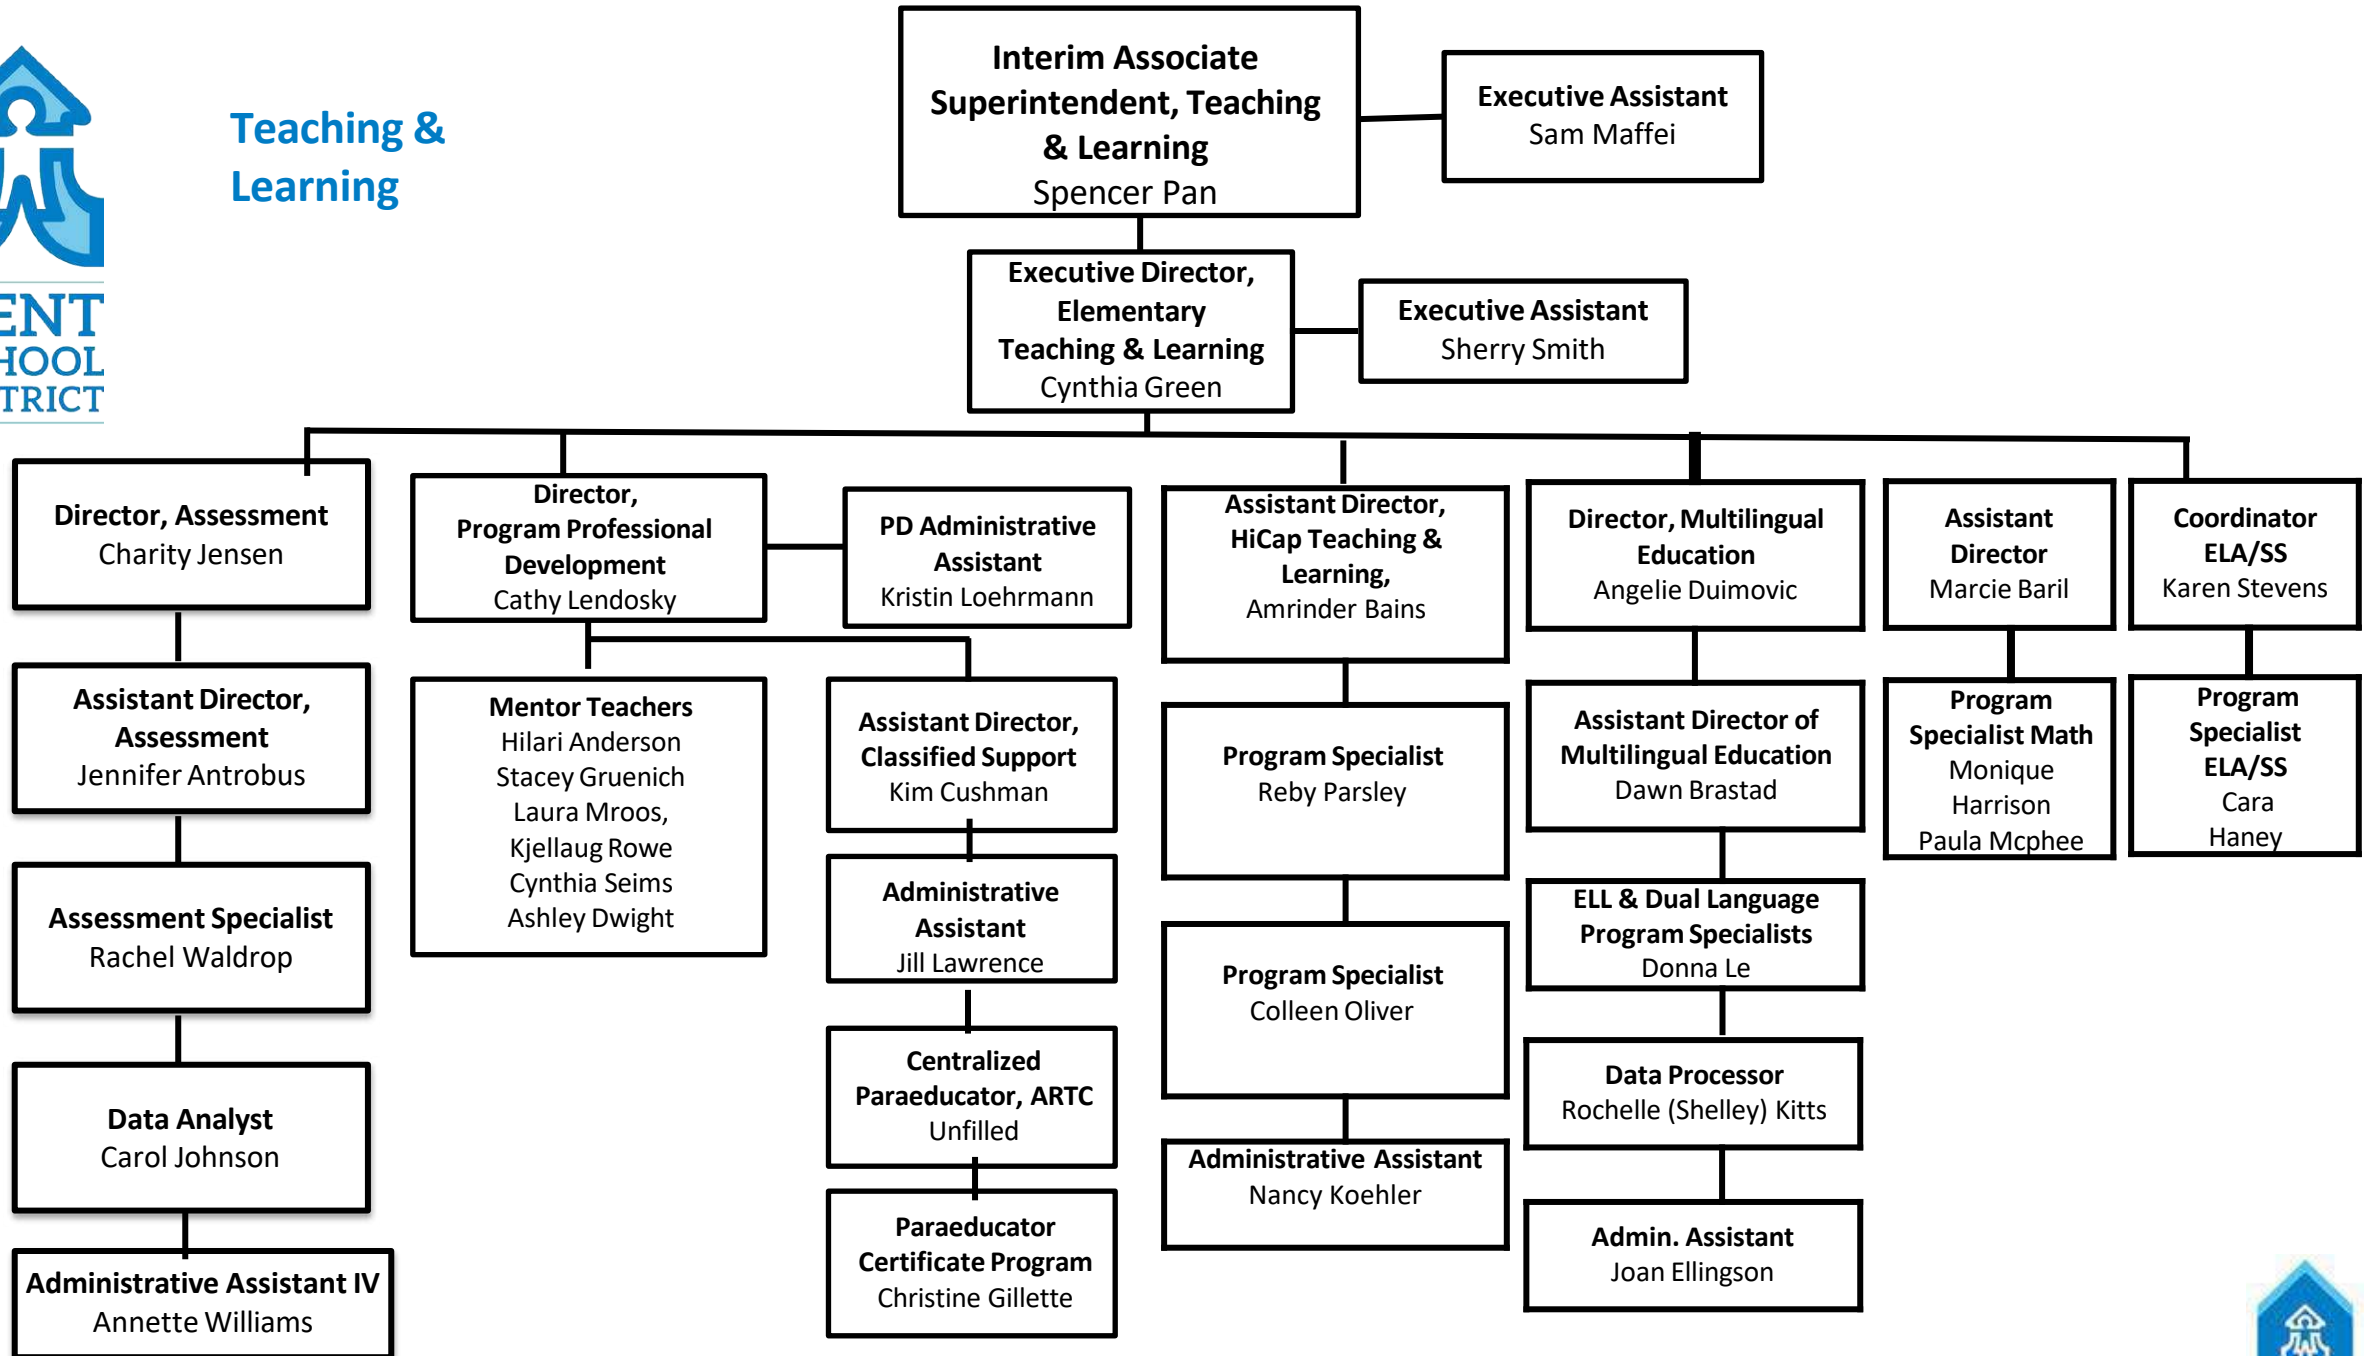 Teaching &
Learning
ENT
HOOL
TRICT
Interim Associate
Superintendent, Teaching
& Learning
Spencer Pan
Executive Assistant
Sam Maffei
Executive Director,
Elementary
Teaching & Learning
Cynthia Green
Executive Assistant
Sherry Smith
Director, Assessment
Charity Jensen
Assistant Director,
Assessment
Jennifer Antrobus
Assessment Specialist
Rachel Waldrop
Data Analyst
Carol Johnson
Administrative Assistant IV
Annette Williams
Director,
Program Professional
Development
Cathy Lendosky
PD Administrative
Assistant
Kristin Loehrmann
Mentor Teachers
Hilari Anderson
Stacey Gruenich
Laura Mroos,
Kjellaug Rowe
Cynthia Seims
Ashley Dwight
Assistant Director,
Classified Support
Kim Cushman
Administrative
Assistant
Jill Lawrence
Centralized
Paraeducator, ARTC
Unfilled
Paraeducator
Certificate Program
Christine Gillette
Assistant Director,
HiCap Teaching &
Learning,
Amrinder Bains
Program Specialist
Reby Parsley
Program Specialist
Colleen Oliver
Administrative Assistant
Nancy Koehler
Director, Multilingual
Education
Angelie Duimovic
Assistant Director of
Multilingual Education
Dawn Brastad
ELL & Dual Language
Program Specialists
Donna Le
Data Processor
Rochelle (Shelley) Kitts
Admin. Assistant
Joan Ellingson
Assistant
Director
Marcie Baril
Program
Specialist Math
Monique
Harrison
Paula Mcphee
Coordinator
ELA/SS
Karen Stevens
Program
Specialist
ELA/SS
Cara
Haney